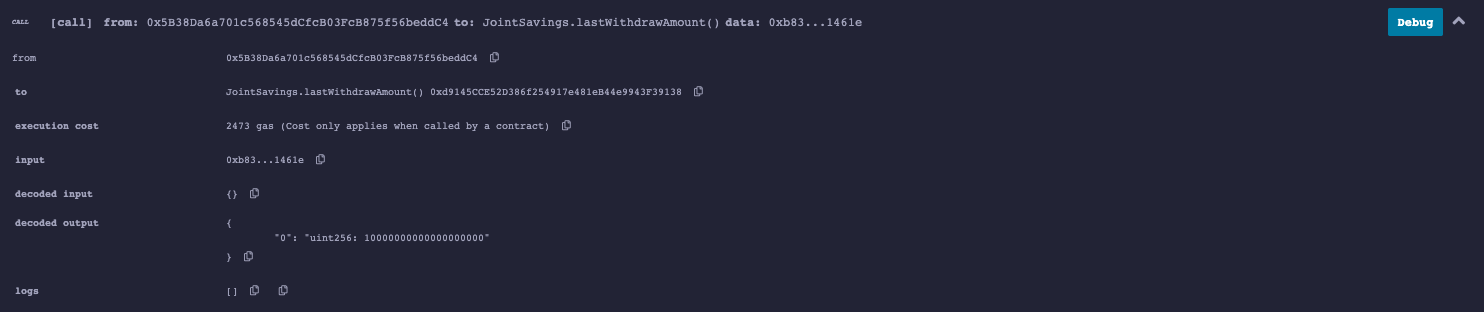 CALL [call] from: 0x5B38Da6a701c568545dCfcB03FcB875f56beddC4 to: JointSavings.lastWithdrawAmount() data: 0xb83...1461e Debug
from 0x5B38Da6a701c568545dCfcB03FcB875f56beddC4
to JointSavings.lastWithdrawAmount() 0xd9145CCE52D386f254917e481eB44e9943F39138
execution cost 2473 gas (Cost only applies when called by a contract)
input 0xb83...1461e
decoded input {}
decoded output {
"0": "uint256: 10000000000000000000"
}
logs []